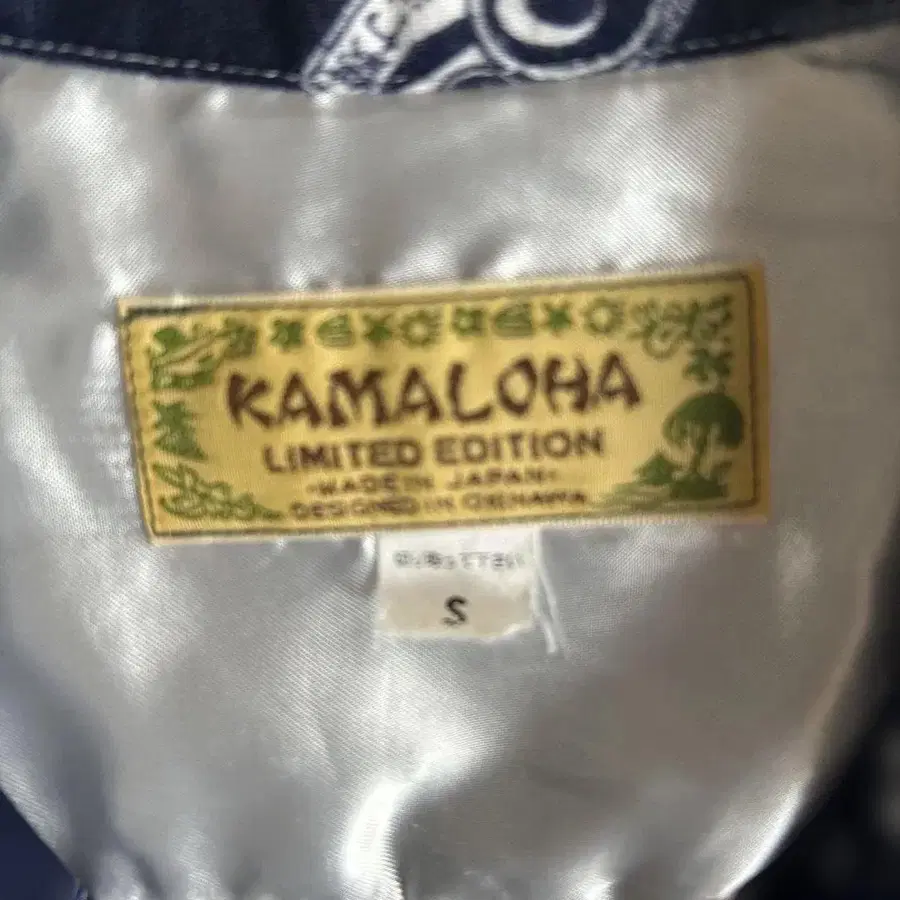 KAMALOHA
LIMITED EDITION
-MADE IN JAPAN-
DESIGNED IN OKINAWA
S